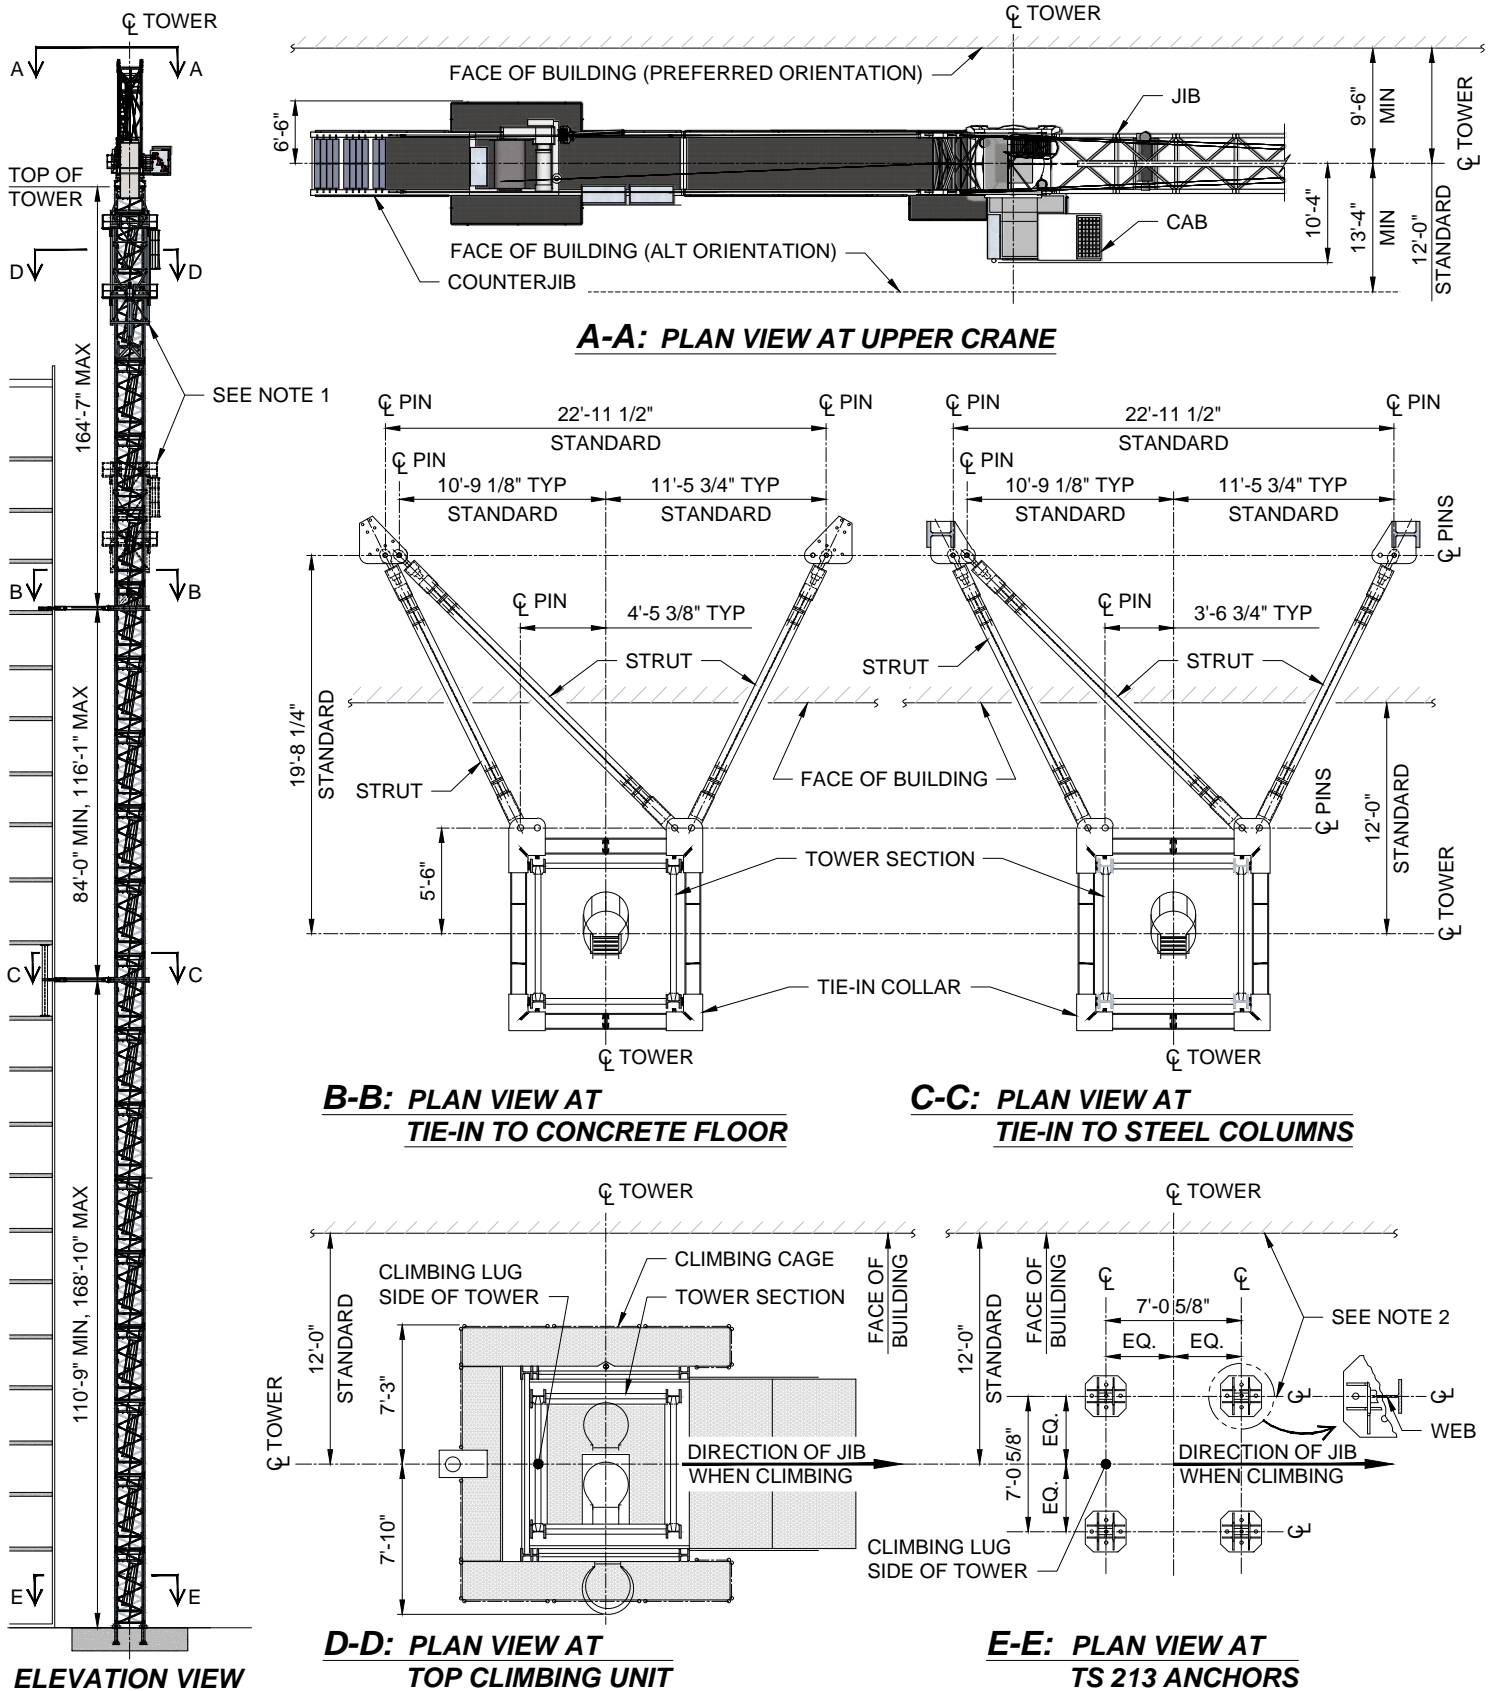 ℄ TOWER
A
A
TOP OF
TOWER
D
D
164'-7" MAX
SEE NOTE 1
B
B
84'-0" MIN, 116'-1" MAX
C
C
110'-9" MIN, 168'-10" MAX
E
E
ELEVATION VIEW
℄ TOWER
FACE OF BUILDING (PREFERRED ORIENTATION)
6'-6"
JIB
9'-6"
MIN
℄ TOWER
10'-4"
13'-4"
MIN
12'-0"
STANDARD
CAB
FACE OF BUILDING (ALT ORIENTATION)
COUNTERJIB
A-A: PLAN VIEW AT UPPER CRANE
℄ PIN
22'-11 1/2"
STANDARD
℄ PIN
℄ PIN
10'-9 1/8" TYP
STANDARD
11'-5 3/4" TYP
STANDARD
℄ PIN
4'-5 3/8" TYP
STRUT
19'-8 1/4"
STANDARD
STRUT
5'-6"
℄ TOWER
B-B: PLAN VIEW AT
TIE-IN TO CONCRETE FLOOR
FACE OF BUILDING
TOWER SECTION
TIE-IN COLLAR
℄ PIN
22'-11 1/2"
STANDARD
℄ PIN
℄ PIN
10'-9 1/8" TYP
STANDARD
11'-5 3/4" TYP
STANDARD
℄ PINS
℄ PIN
3'-6 3/4" TYP
STRUT
STRUT
℄ PINS
12'-0"
STANDARD
℄ TOWER
℄ TOWER
C-C: PLAN VIEW AT
TIE-IN TO STEEL COLUMNS
℄ TOWER
CLIMBING CAGE
CLIMBING LUG
SIDE OF TOWER
TOWER SECTION
FACE OF
BUILDING
12'-0"
STANDARD
7'-3"
℄ TOWER
DIRECTION OF JIB
WHEN CLIMBING
7'-10"
D-D: PLAN VIEW AT
TOP CLIMBING UNIT
℄ TOWER
12'-0"
STANDARD
FACE OF
BUILDING
℄
℄
7'-0 5/8"
EQ.
EQ.
SEE NOTE 2
℄
℄
WEB
7'-0 5/8"
EQ.
EQ.
DIRECTION OF JIB
WHEN CLIMBING
℄
CLIMBING LUG
SIDE OF TOWER
E-E: PLAN VIEW AT
TS 213 ANCHORS